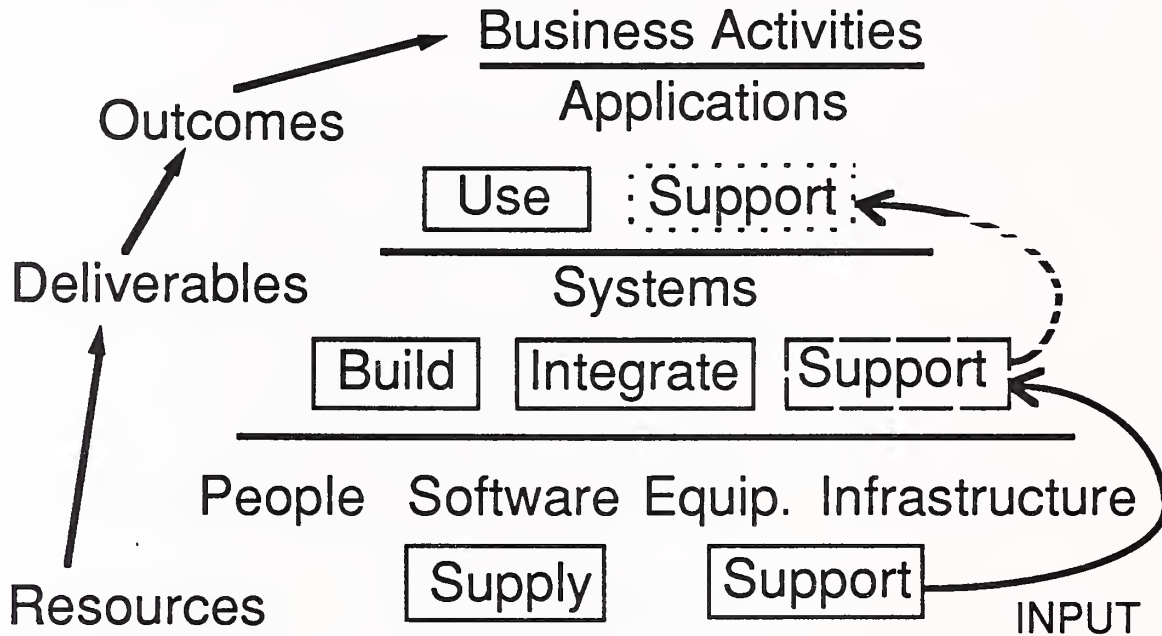 Business Activities
Applications
Outcomes
Use Support
Deliverables
Systems
Build Integrate Support
People Software Equip. Infrastructure
Supply Support
Resources
INPUT